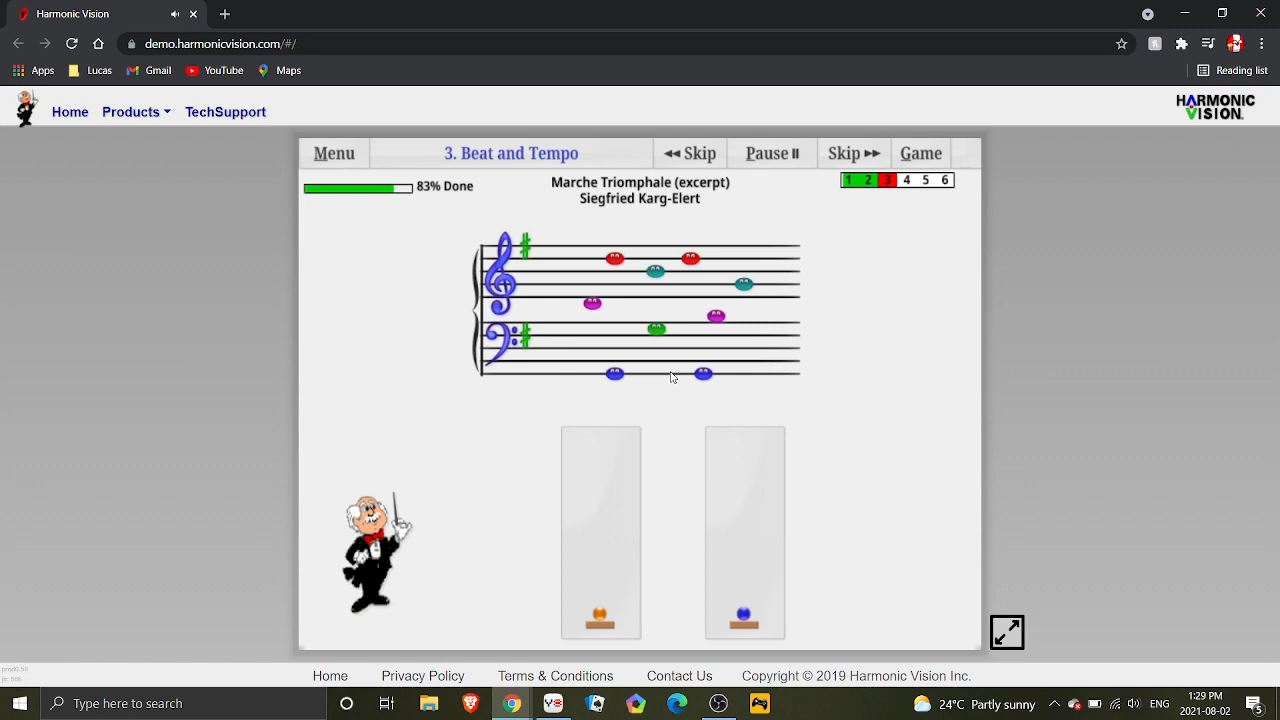 Harmonic Vision
demo.harmonicvision.com/#/
Apps Lucas Gmail YouTube Maps Reading list
Home Products TechSupport HARMONIC VISION.
Menu 3. Beat and Tempo Skip Pause Skip Game
83% Done Marche Triomphale (excerpt) 1 2 3 4 5 6
Siegfried Karg-Elert
prod0.50
Home Privacy Policy Terms & Conditions Contact Us Copyright © 2019 Harmonic Vision Inc.
Type here to search 24°C Partly sunny 1:29 PM
2021-08-02